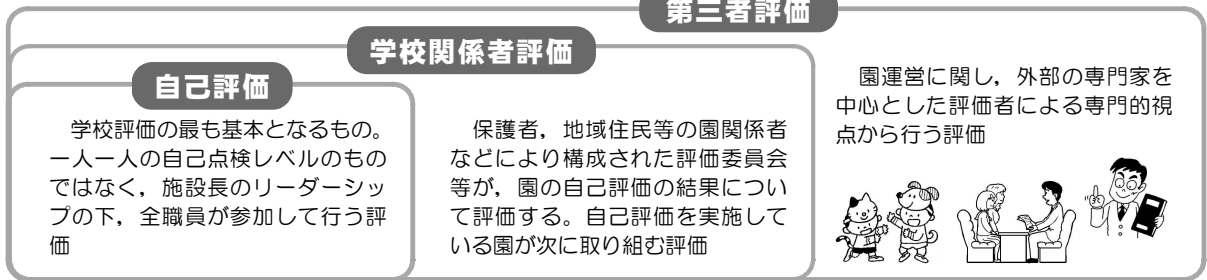 第三者評価
学校関係者評価
自己評価
学校評価の最も基本となるもの。
一人一人の自己点検レベルのもの
ではなく，施設長のリーダーシッ
プの下，全職員が参加して行う評
価
保護者，地域住民等の園関係者
などにより構成された評価委員会
等が，園の自己評価の結果につい
て評価する。自己評価を実施して
いる園が次に取り組む評価
園運営に関し，外部の専門家を
中心とした評価者による専門的視
点から行う評価